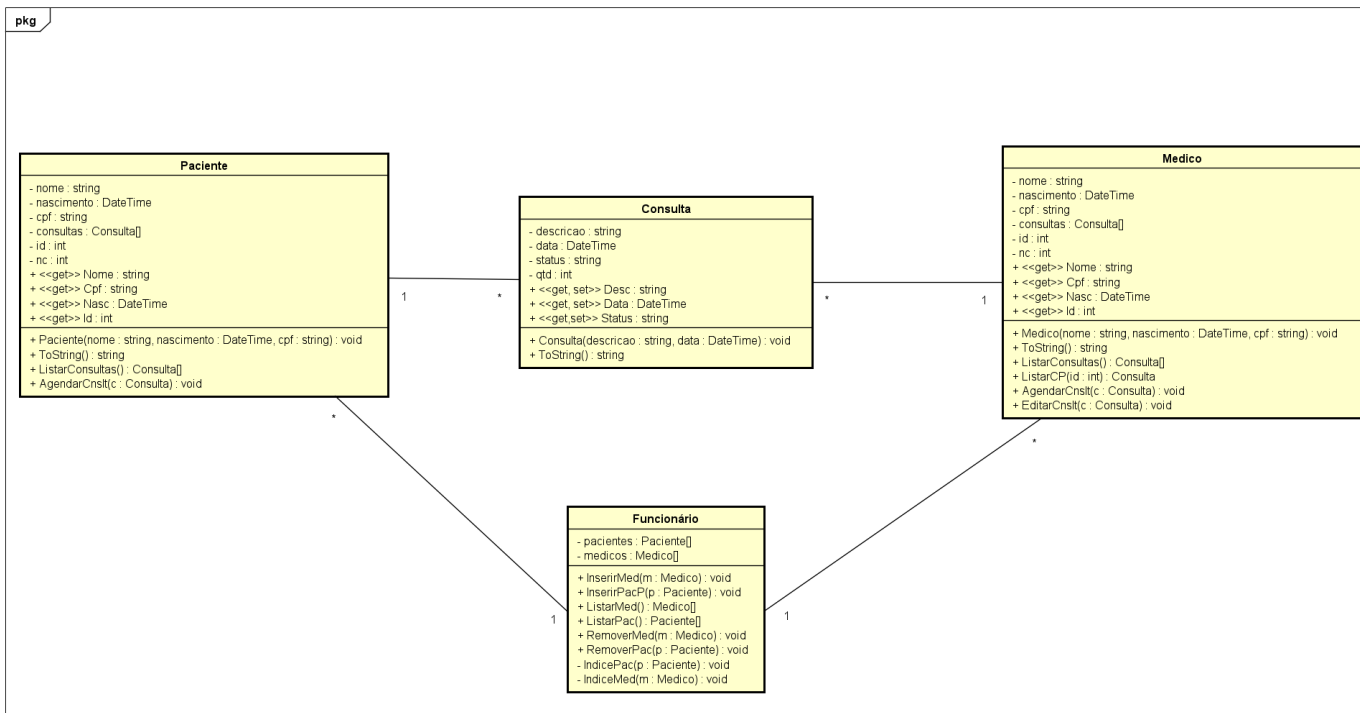 pkg
Paciente
- nome : string
- nascimento : DateTime
- cpf : string
- consultas : Consulta[]
- id : int
- nc : int
+ <<get>> Nome : string
+ <<get>> Cpf : string
+ <<get>> Nasc : DateTime
+ <<get>> Id : int
+ Paciente(nome : string, nascimento : DateTime, cpf : string) : void
+ ToString() : string
+ ListarConsultas() : Consulta[]
+ AgendarCnslt(c : Consulta) : void
1
*
Consulta
- descricao : string
- data : DateTime
- status : string
- qtd : int
+ <<get, set>> Desc : string
+ <<get, set>> Data : DateTime
+ <<get,set>> Status : string
+ Consulta(descricao : string, data : DateTime) : void
+ ToString() : string
*
1
Medico
- nome : string
- nascimento : DateTime
- cpf : string
- consultas : Consulta[]
- id : int
- nc : int
+ <<get>> Nome : string
+ <<get>> Cpf : string
+ <<get>> Nasc : DateTime
+ <<get>> Id : int
+ Medico(nome : string, nascimento : DateTime, cpf : string) : void
+ ToString() : string
+ ListarConsultas() : Consulta[]
+ ListarCP(id : int) : Consulta
+ AgendarCnslt(c : Consulta) : void
+ EditarCnslt(c : Consulta) : void
*
*
Funcionário
- pacientes : Paciente[]
- medicos : Medico[]
+ InserirMed(m : Medico) : void
+ InserirPacP(p : Paciente) : void
+ ListarMed() : Medico[]
+ ListarPac() : Paciente[]
+ RemoverMed(m : Medico) : void
+ RemoverPac(p : Paciente) : void
- IndicePac(p : Paciente) : void
- IndiceMed(m : Medico) : void
1
1